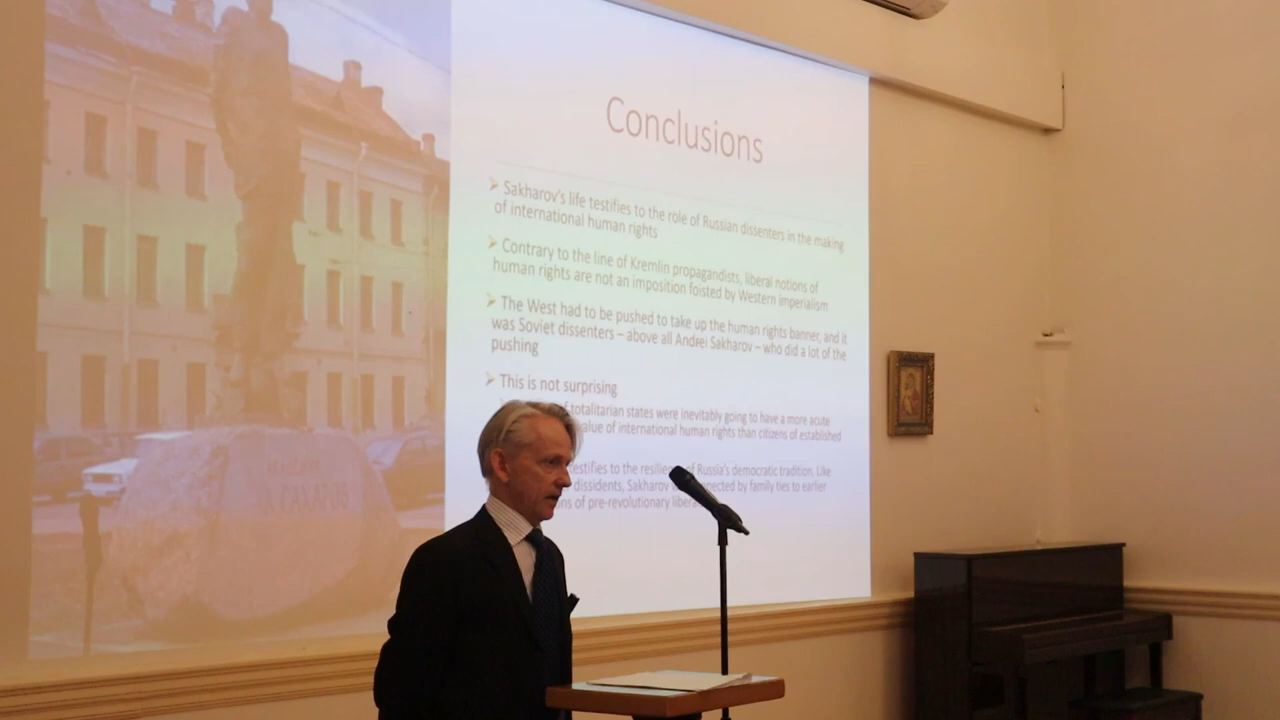 Conclusions
Sakharov's life testifies to the role of Russian dissenters in the making
of international human rights
Contrary to the line of Kremlin propagandists, liberal notions of
human rights are not an imposition foisted by Western imperialism
The West had to be pushed to take up the human rights banner, and it
was Soviet dissenters – above all Andrei Sakharov – who did a lot of the
pushing
This is not surprising
of totalitarian states were inevitably going to have a more acute
value of international human rights than citizens of established
testifies to the resilience of Russia's democratic tradition. Like
dissidents, Sakharov was connected by family ties to earlier
of pre-revolutionary